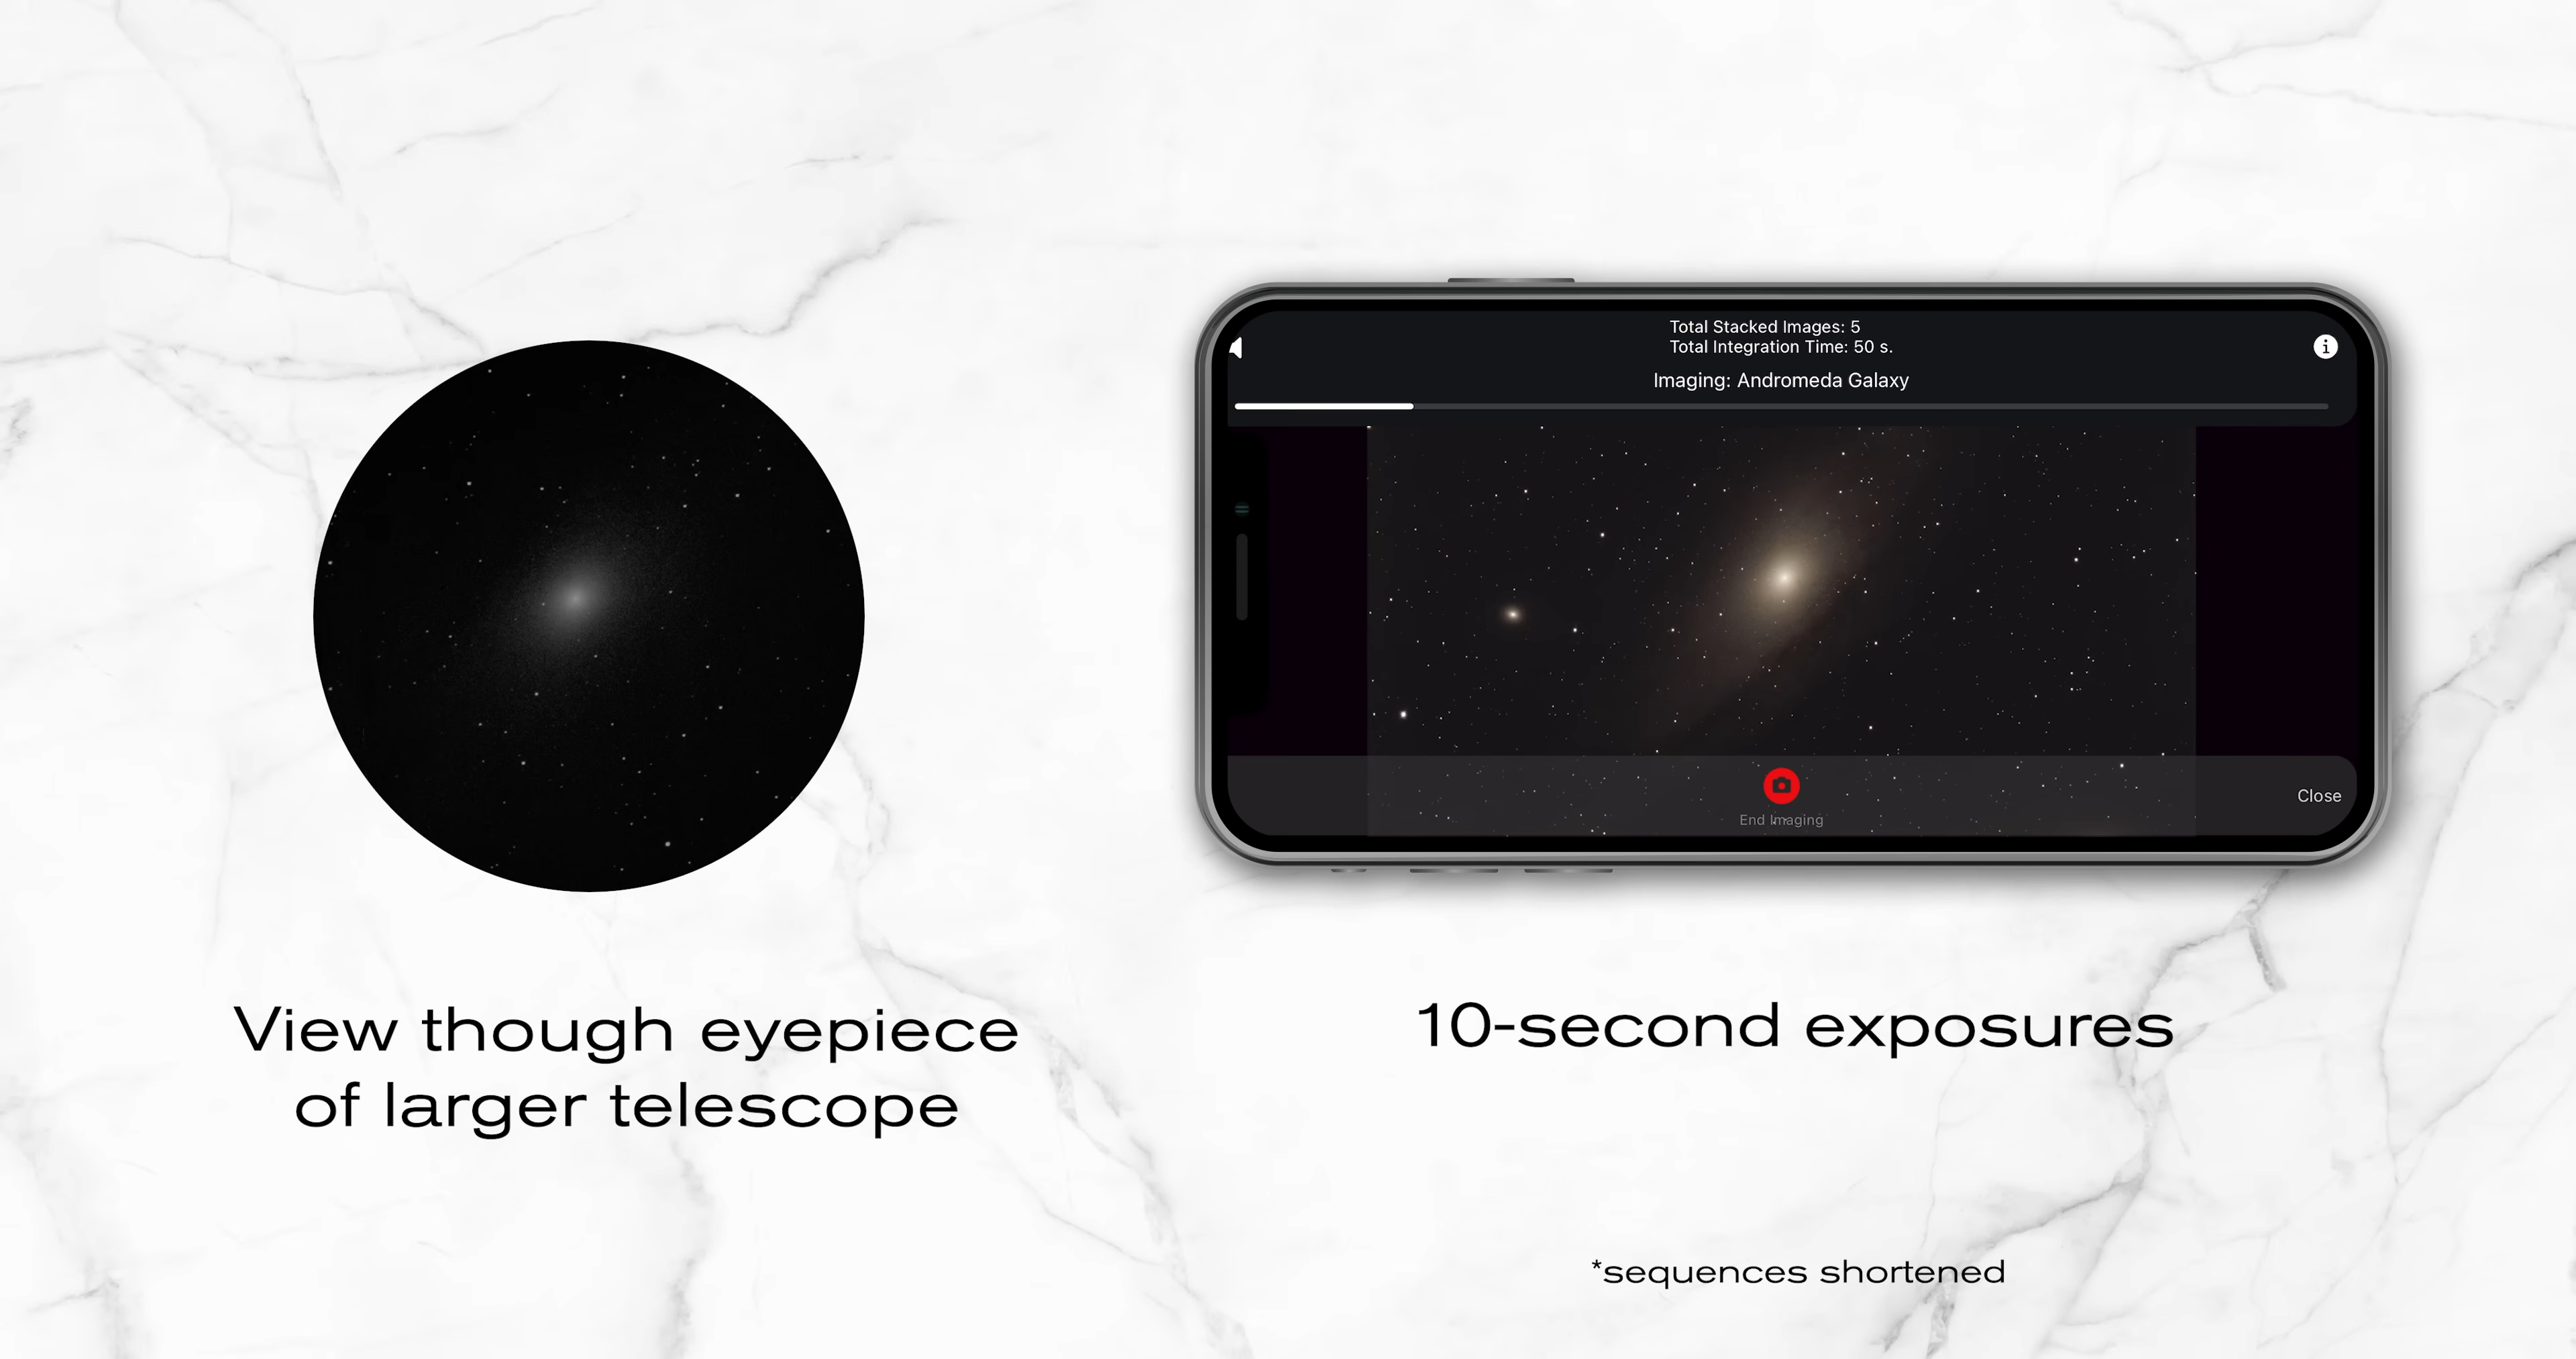 Total Stacked Images: 5
Total Integration Time: 50 s.
Imaging: Andromeda Galaxy
End Imaging
Close
View though eyepiece
of larger telescope
10-second exposures
*sequences shortened